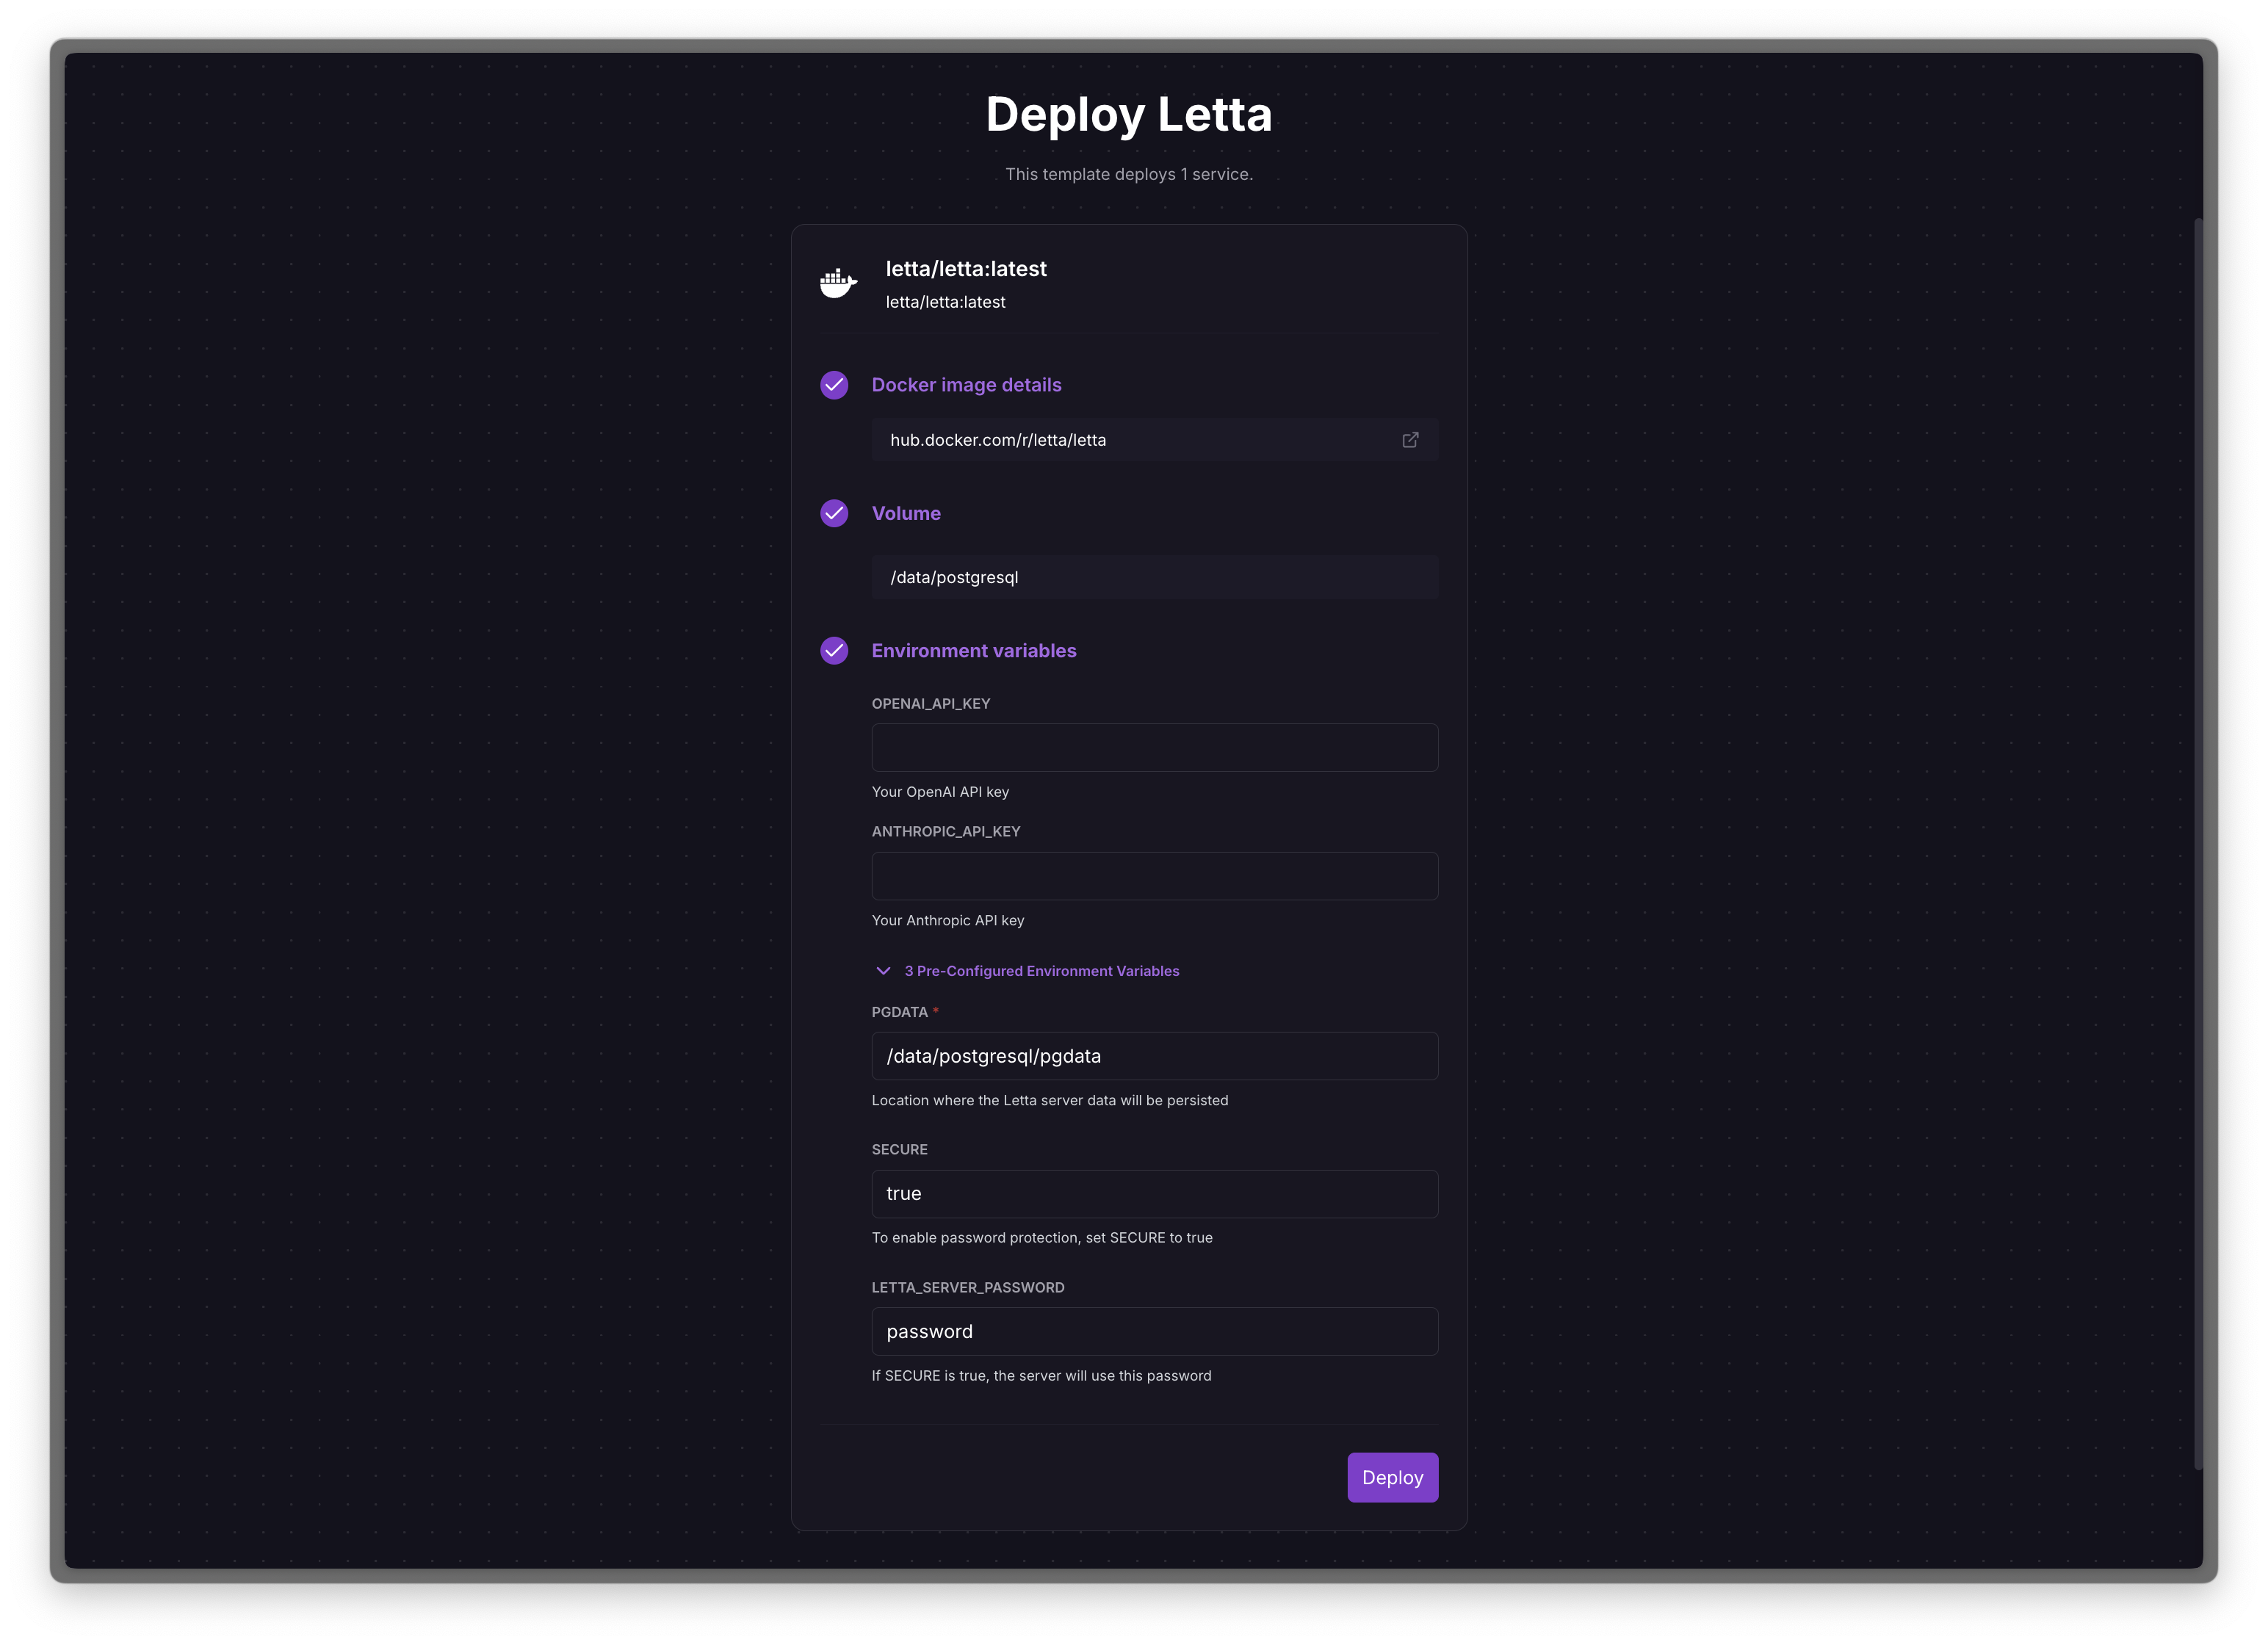 Deploy Letta
This template deploys 1 service.
letta/letta:latest
letta/letta:latest
Docker image details
hub.docker.com/r/letta/letta
Volume
/data/postgresql
Environment variables
OPENAI_API_KEY
Your OpenAI API key
ANTHROPIC_API_KEY
Your Anthropic API key
3 Pre-Configured Environment Variables
PGDATA *
/data/postgresql/pgdata
Location where the Letta server data will be persisted
SECURE
true
To enable password protection, set SECURE to true
LETTA_SERVER_PASSWORD
password
If SECURE is true, the server will use this password
Deploy